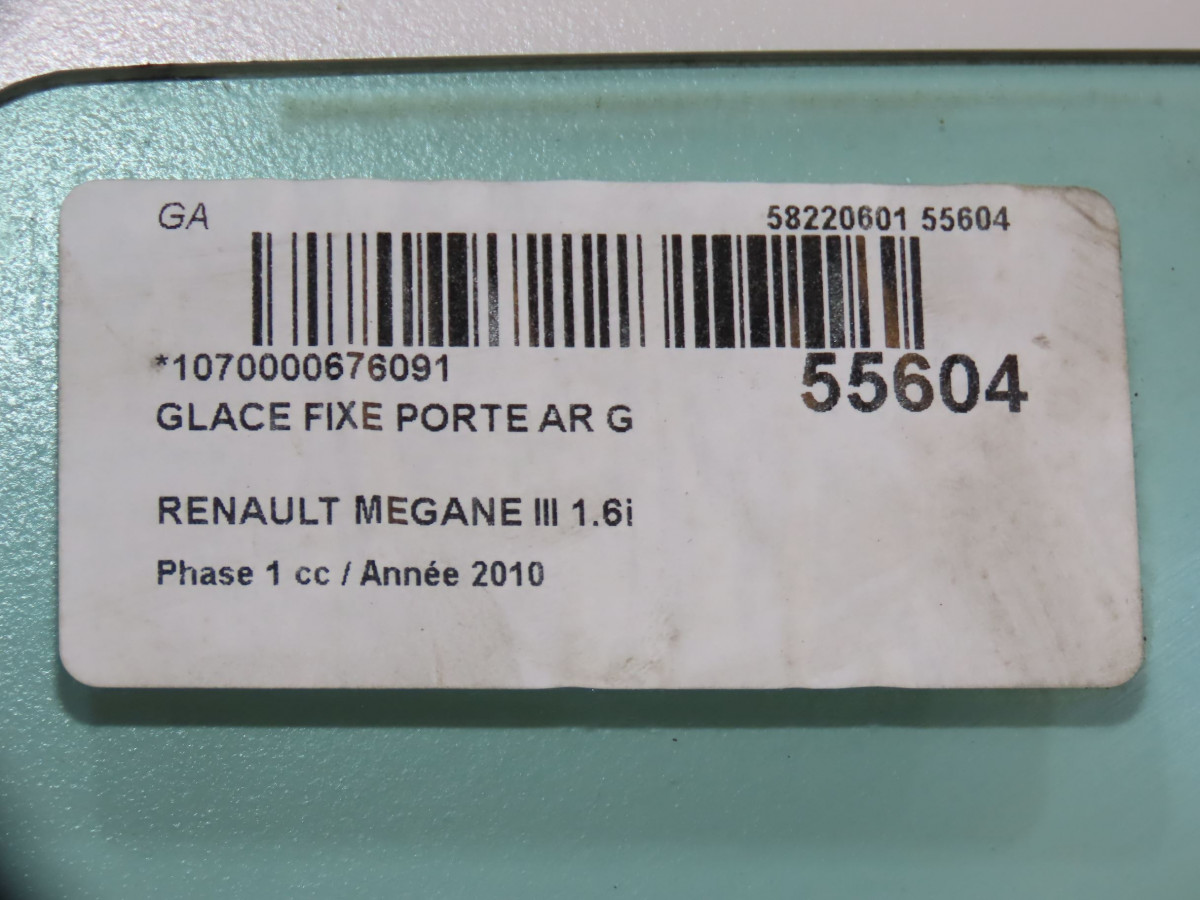 GA
58220601 55604
*1070000676091
55604
GLACE FIXE PORTE AR G
RENAULT MEGANE III 1.6i
Phase 1 cc / Année 2010